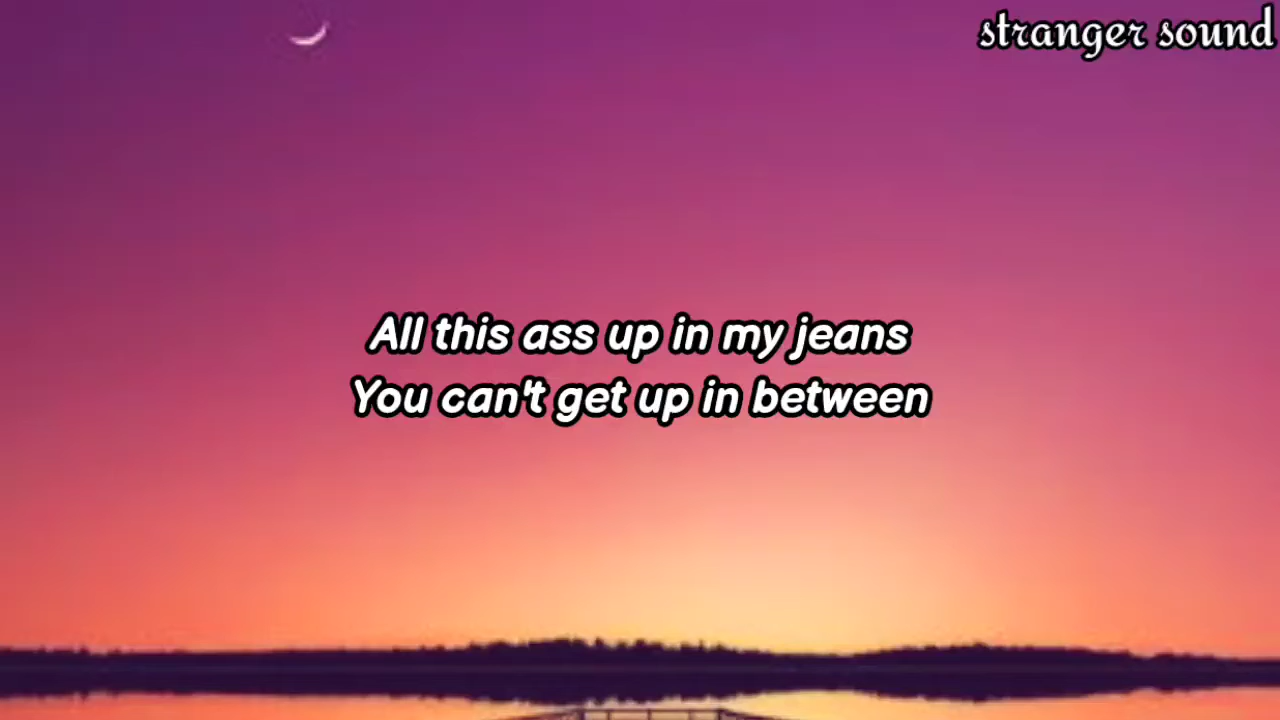 stranger sound
All this ass up in my jeans
You can't get up in between